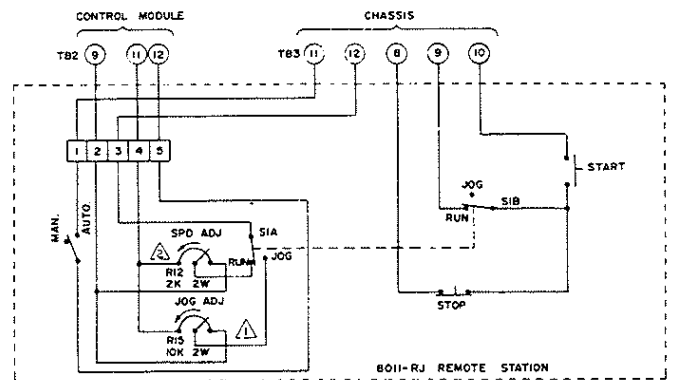 CONTROL MODULE
CHASSIS
TB2 9 11 12
TB3 11 12 8 9 10
1 2 3 4 5
START
JOG
S1B
RUN
MAN.
AUTO.
SPD ADJ
S1A
2
RUN
JOG
R12
2K 2W
JOG ADJ
1
R15
10K 2W
STOP
8011-RJ REMOTE STATION